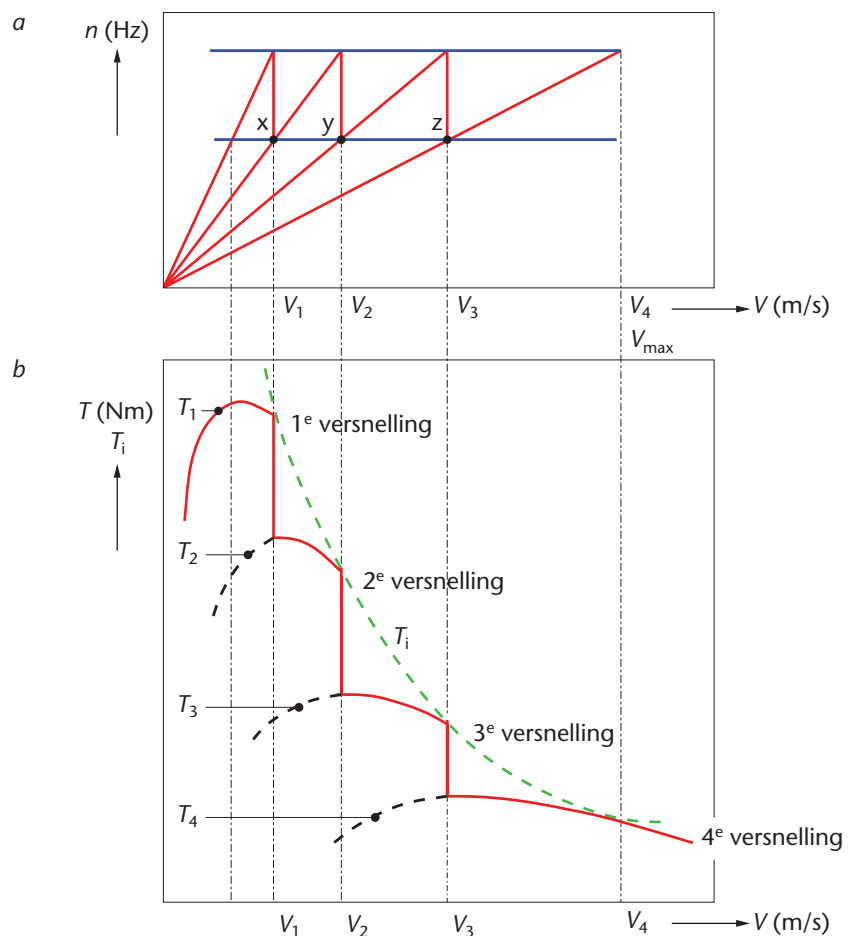 a
n (Hz)
x y z
V₁ V₂ V₃ V₄ V (m/s)
Vmax
b
T (Nm)
Tᵢ
T₁
1ᵉ versnelling
T₂
2ᵉ versnelling
Tᵢ
T₃
3ᵉ versnelling
T₄
4ᵉ versnelling
V₁ V₂ V₃ V₄ V (m/s)